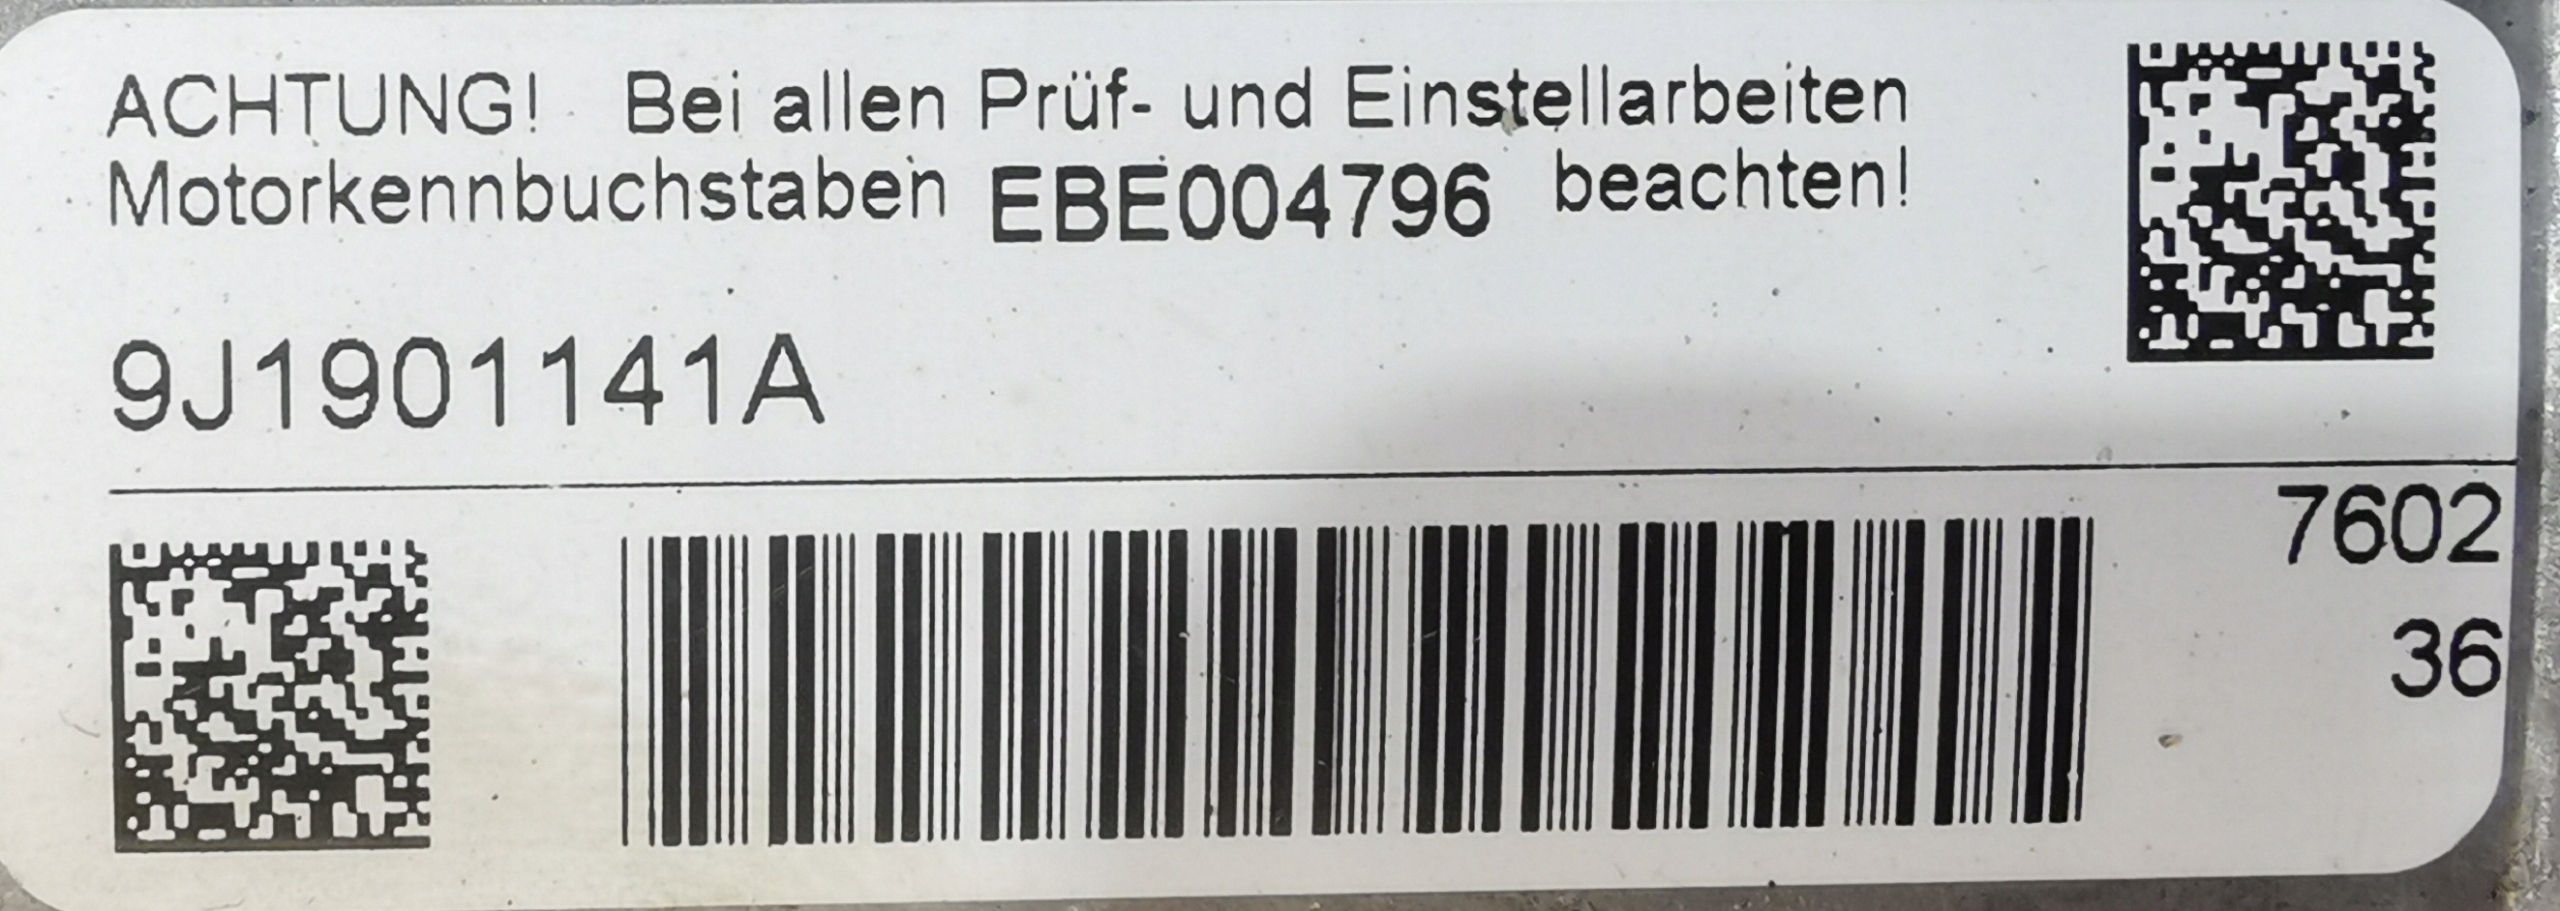 ACHTUNG! Bei allen Prüf- und Einstellarbeiten
Motorkennbuchstaben EBE004796 beachten!
9J1901141A
7602
36